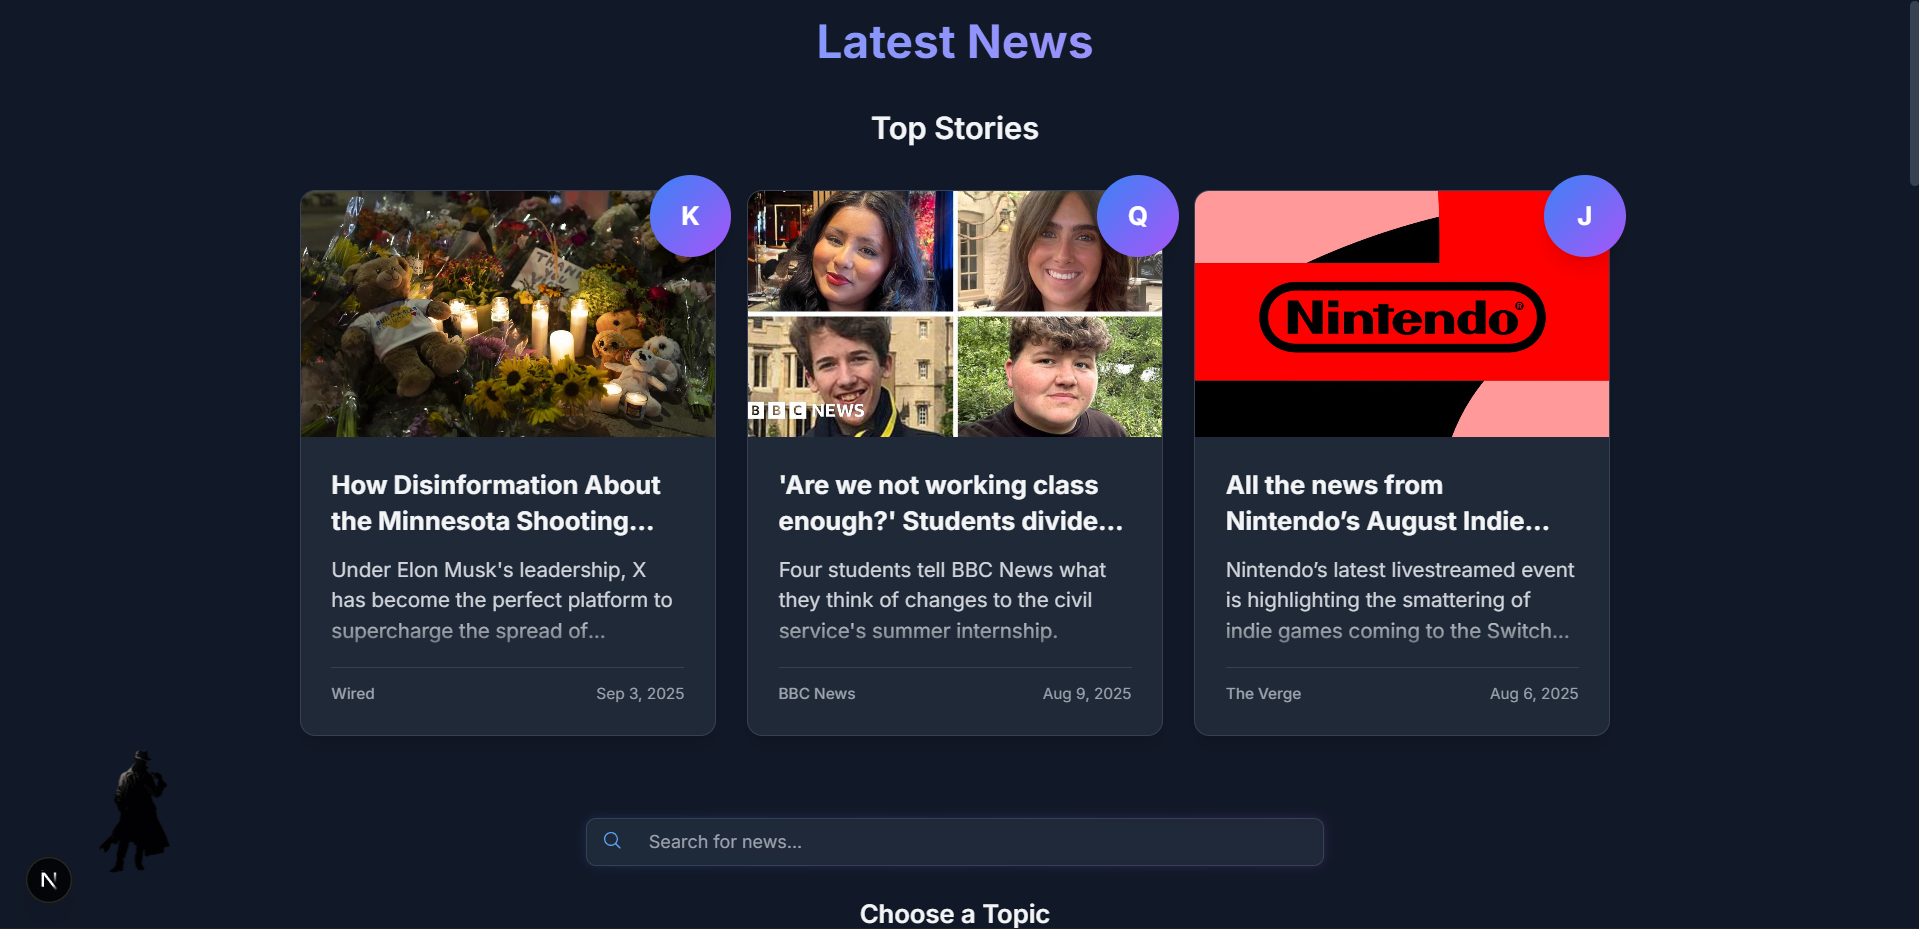 Latest News
Top Stories
K
Q
J
BBC NEWS
Nintendo®
How Disinformation About
the Minnesota Shooting...
Under Elon Musk's leadership, X
has become the perfect platform to
supercharge the spread of...
Wired
Sep 3, 2025
'Are we not working class
enough?' Students divide...
Four students tell BBC News what
they think of changes to the civil
service's summer internship.
BBC News
Aug 9, 2025
All the news from
Nintendo’s August Indie...
Nintendo’s latest livestreamed event
is highlighting the smattering of
indie games coming to the Switch...
The Verge
Aug 6, 2025
Search for news...
N
Choose a Topic